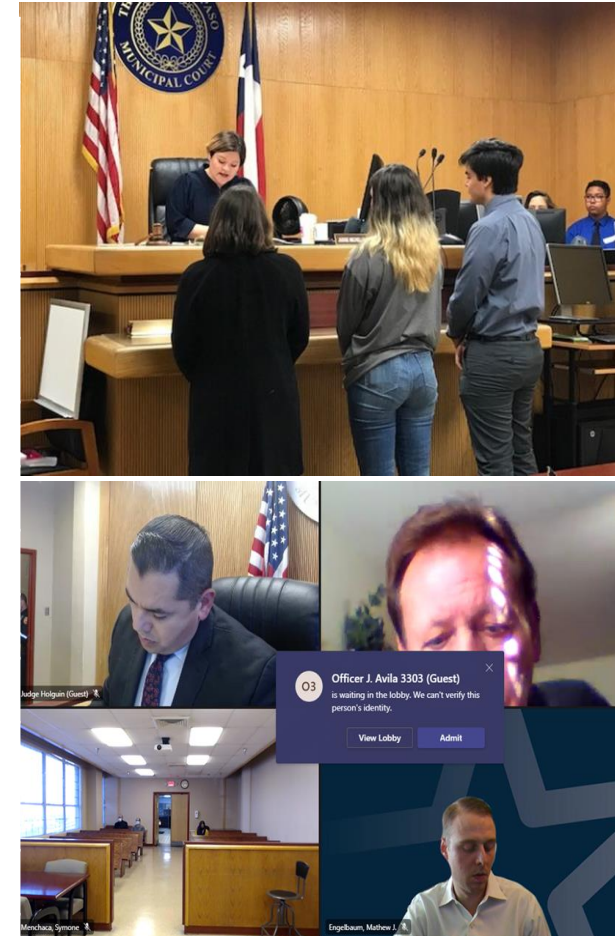 MUNICIPAL COURT
Judge Holguin (Guest)
O3
Officer J. Avila 3303 (Guest)
is waiting in the lobby. We can't verify this
person's identity.
View Lobby
Admit
Menchaca, Symone
Engelbaum, Mathew J.